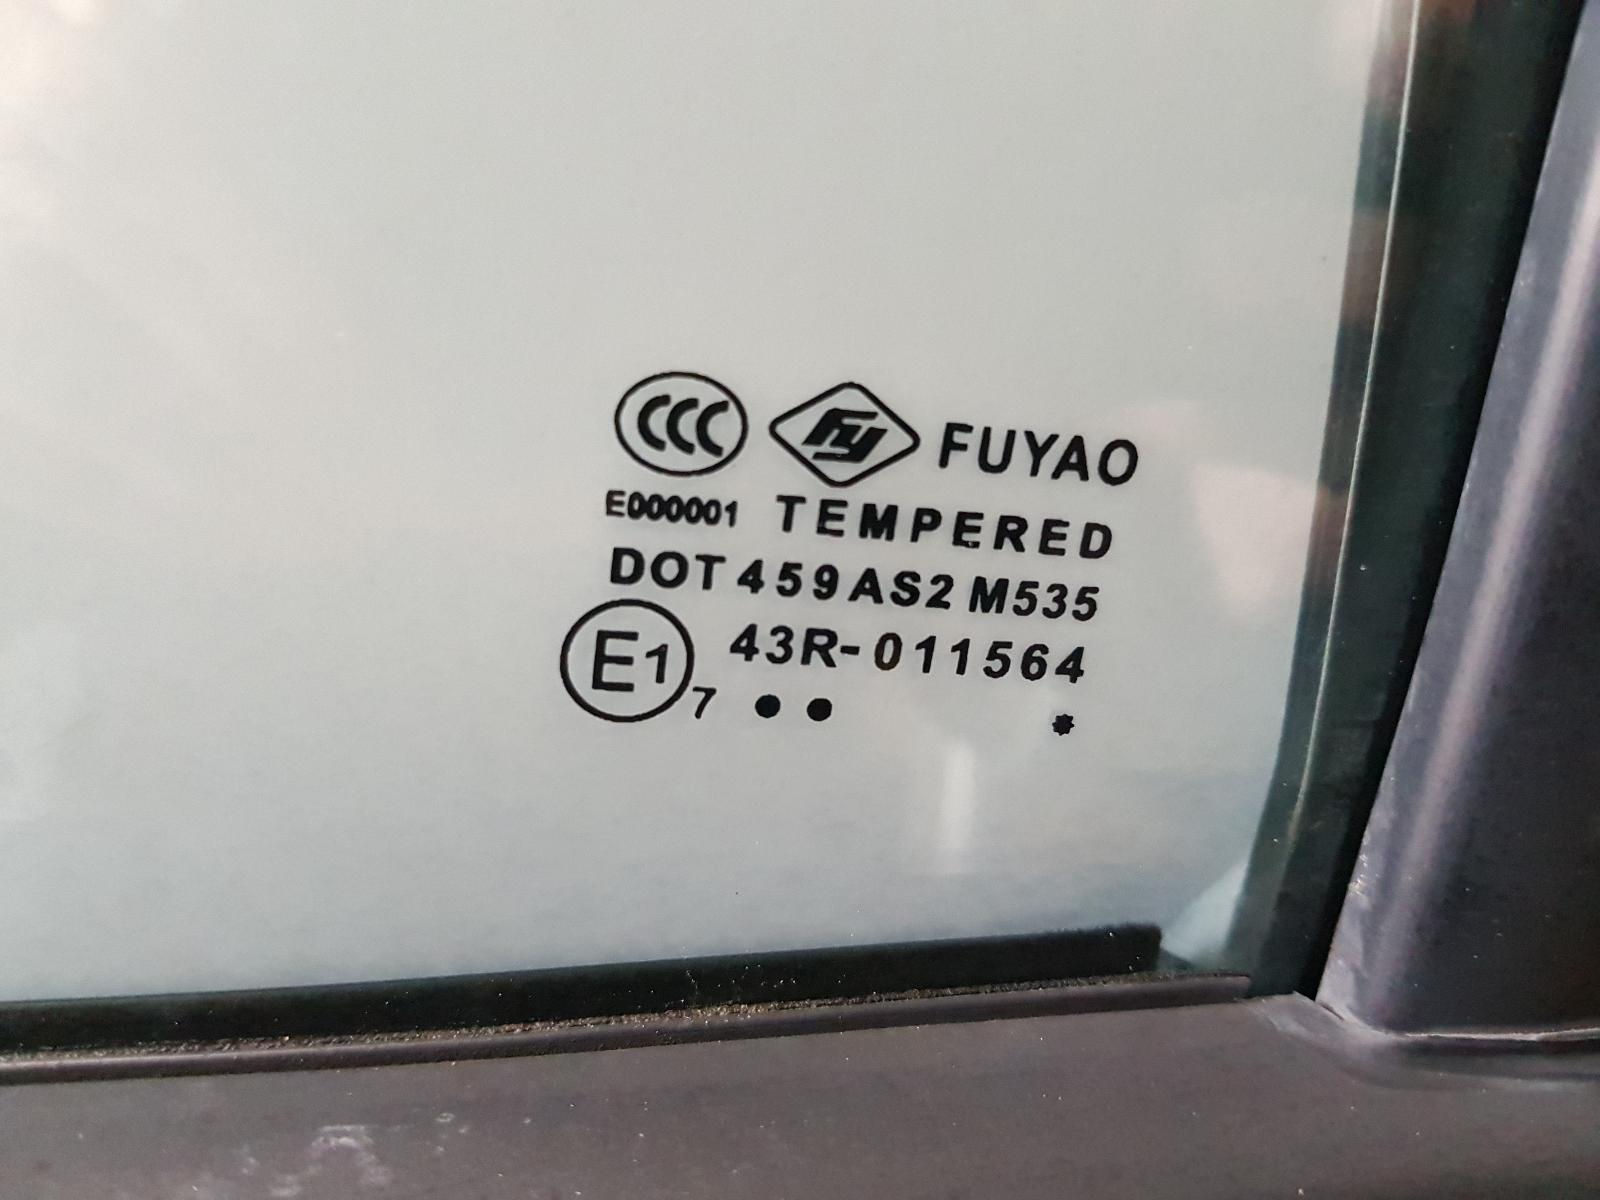 CCC fy FUYAO
E000001 TEMPERED
DOT 459 AS2 M535
E1 43R-011564
7 ●● *